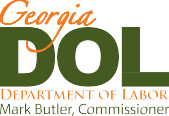 Georgia
DOL
DEPARTMENT OF LABOR
Mark Butler, Commissioner